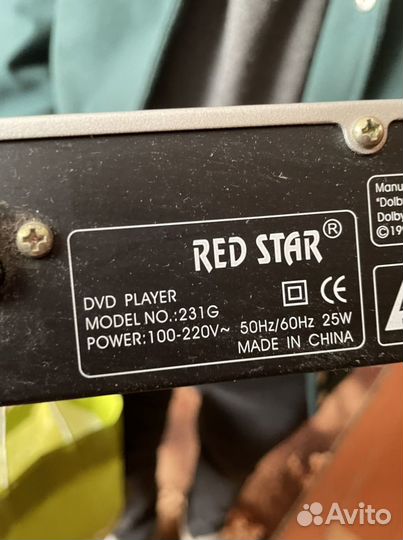 RED STAR®
DVD PLAYER
MODEL NO.:231G
POWER:100-220V~ 50Hz/60Hz 25W
MADE IN CHINA
CE
Manu
"Dolb
Dolby
©19
Avito